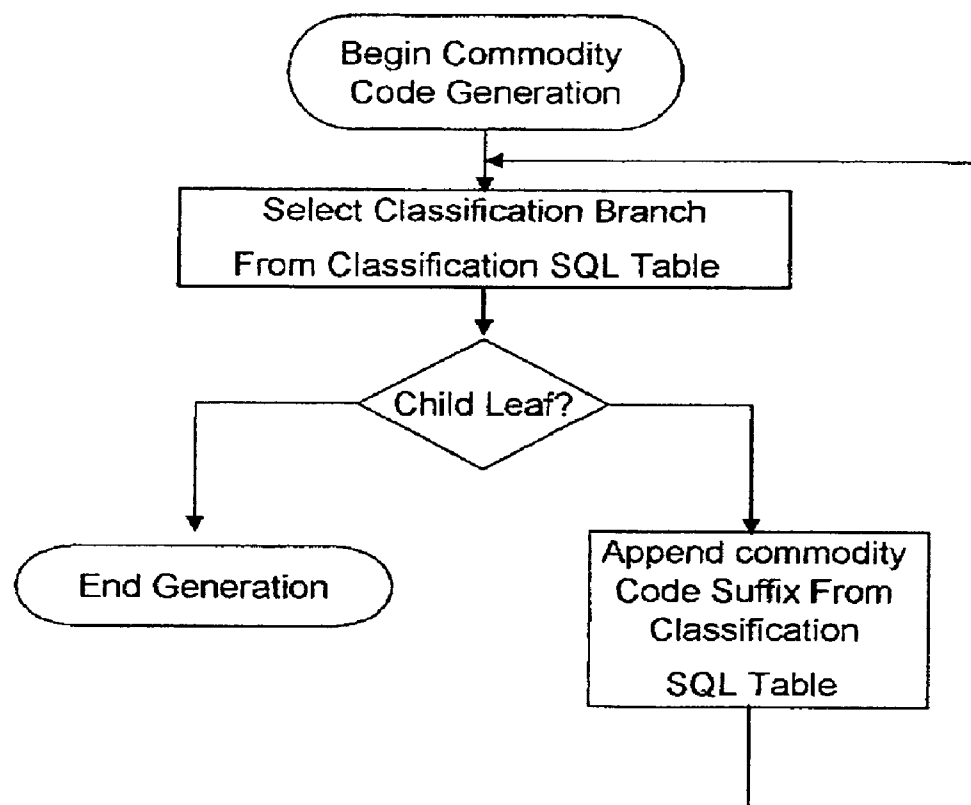 Begin Commodity
Code Generation
Select Classification Branch
From Classification SQL Table
Child Leaf?
End Generation
Append commodity
Code Suffix From
Classification
SQL Table